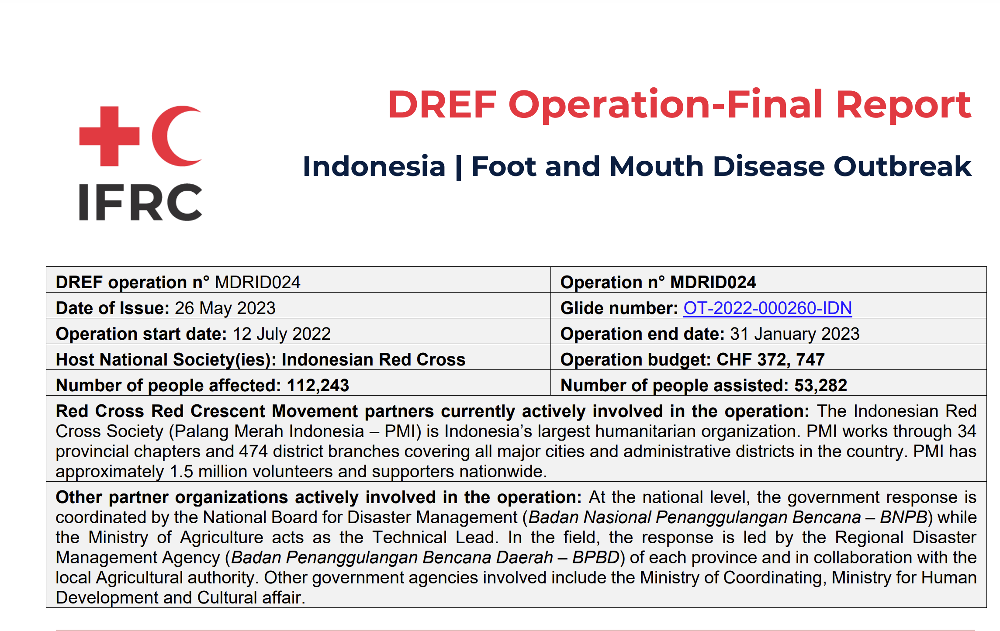 DREF Operation-Final Report
Indonesia | Foot and Mouth Disease Outbreak
IFRC
DREF operation n° MDRID024
Operation n° MDRID024
Date of Issue: 26 May 2023
Glide number: OT-2022-000260-IDN
Operation start date: 12 July 2022
Operation end date: 31 January 2023
Host National Society(ies): Indonesian Red Cross
Operation budget: CHF 372, 747
Number of people affected: 112,243
Number of people assisted: 53,282
Red Cross Red Crescent Movement partners currently actively involved in the operation: The Indonesian Red
Cross Society (Palang Merah Indonesia – PMI) is Indonesia’s largest humanitarian organization. PMI works through 34
provincial chapters and 474 district branches covering all major cities and administrative districts in the country. PMI has
approximately 1.5 million volunteers and supporters nationwide.
Other partner organizations actively involved in the operation: At the national level, the government response is
coordinated by the National Board for Disaster Management (Badan Nasional Penanggulangan Bencana – BNPB) while
the Ministry of Agriculture acts as the Technical Lead. In the field, the response is led by the Regional Disaster
Management Agency (Badan Penanggulangan Bencana Daerah – BPBD) of each province and in collaboration with the
local Agricultural authority. Other government agencies involved include the Ministry of Coordinating, Ministry for Human
Development and Cultural affair.